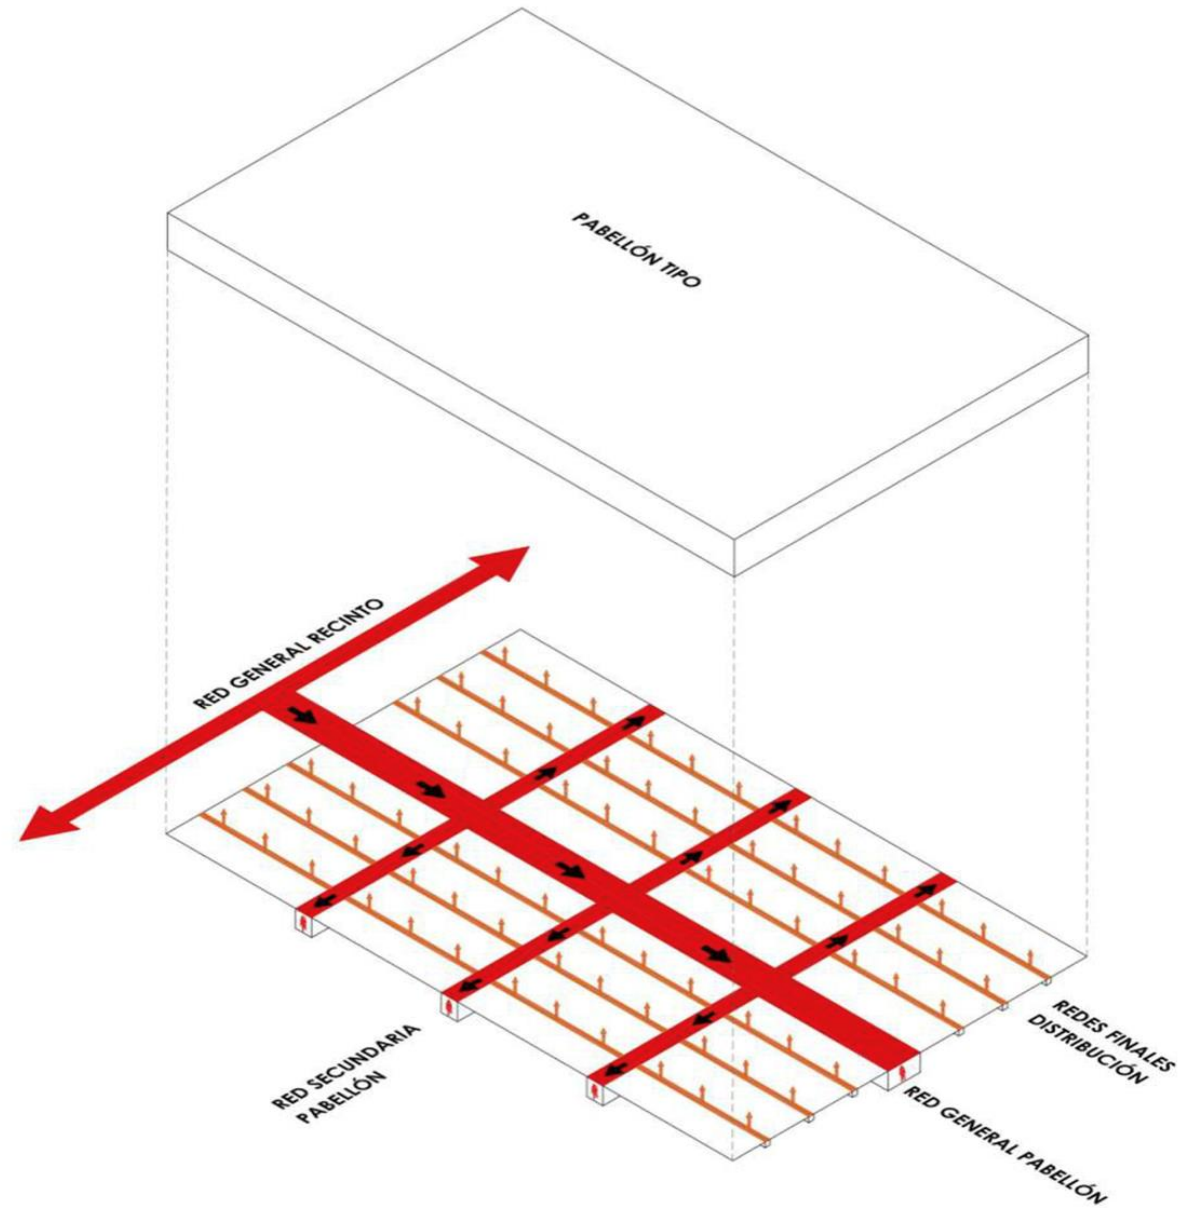 PABELLÓN TIPO
RED GENERAL RECINTO
REDES FINALES
DISTRIBUCIÓN
RED SECUNDARIA
PABELLÓN
RED GENERAL PABELLÓN